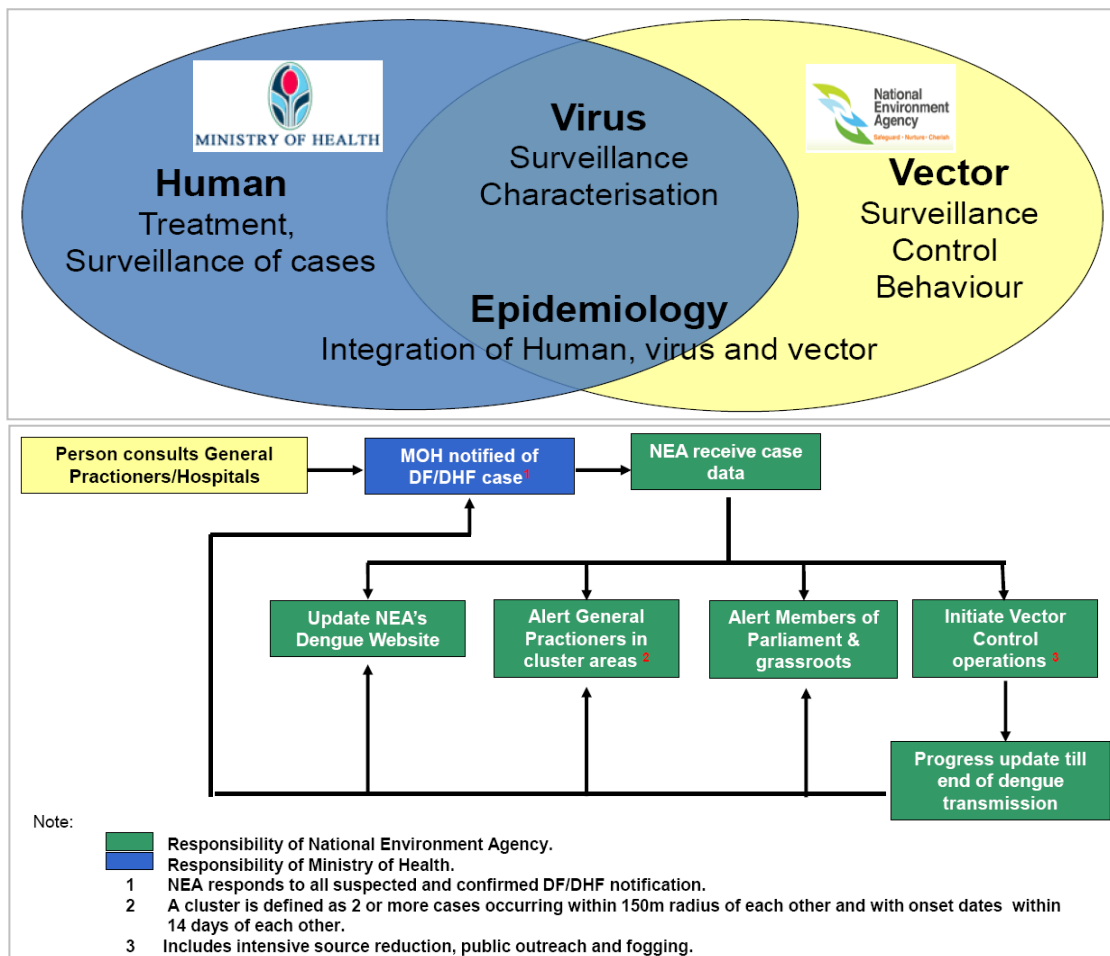 MINISTRY OF HEALTH
National
Environment
Agency
Safeguard · Nurture · Cherish
Virus
Surveillance
Characterisation
Human
Treatment,
Surveillance of cases
Vector
Surveillance
Control
Behaviour
Epidemiology
Integration of Human, virus and vector
Person consults General
Practioners/Hospitals
MOH notified of
DF/DHF case 1
NEA receive case
data
Update NEA's
Dengue Website
Alert General
Practioners in
cluster areas 2
Alert Members of
Parliament &
grassroots
Initiate Vector
Control
operations 3
Progress update till
end of dengue
transmission
Note:
Responsibility of National Environment Agency.
Responsibility of Ministry of Health.
1 NEA responds to all suspected and confirmed DF/DHF notification.
2 A cluster is defined as 2 or more cases occurring within 150m radius of each other and with onset dates within
14 days of each other.
3 Includes intensive source reduction, public outreach and fogging.